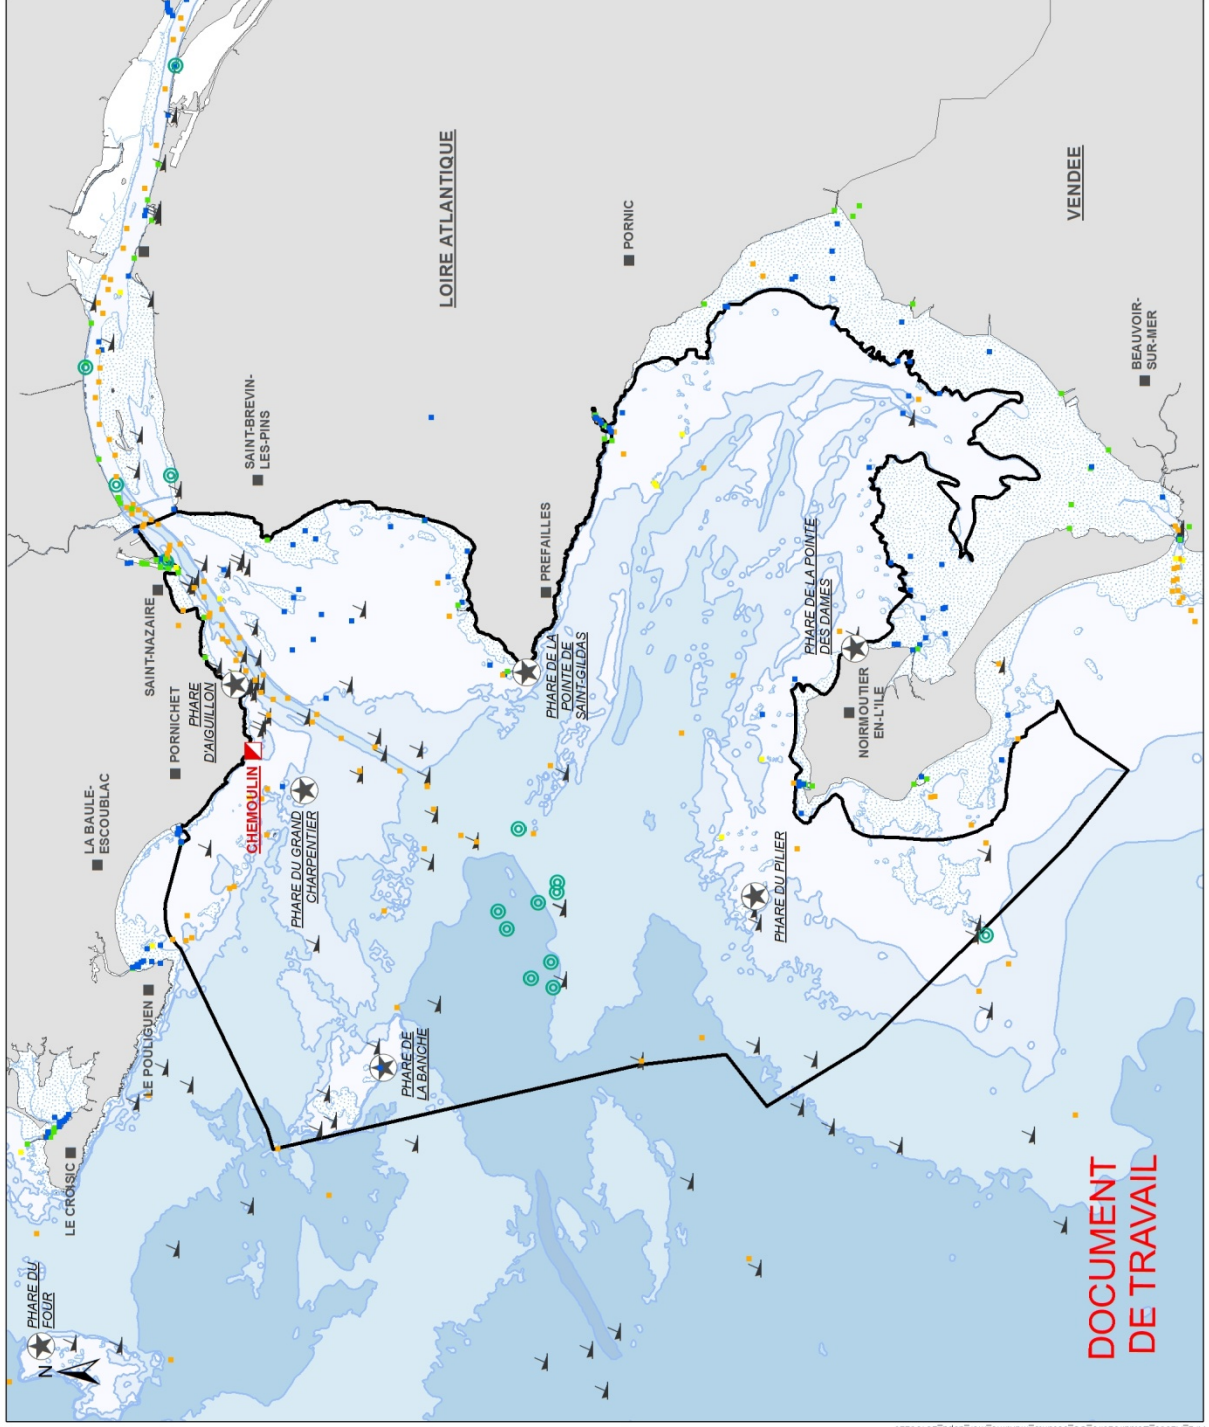 PHARE DU
FOUR
N
LE CROISIC
LA BAULE-
ESCOUBLAC
LE POULIGUEN
SAINT-NAZAIRE
PORNICHET
PHARE
D'AIGUILLON
SAINT-BREVIN-
LES-PINS
CHEMOULIN
PHARE DU GRAND
CHARPENTIER
PHARE DE
LA BANCHE
LOIRE ATLANTIQUE
PREFAILLES
PHARE DE LA
POINTE DE
SAINT-GILDAS
PORNIC
PHARE DU PILIER
PHARE DE LA POINTE
DES DAMES
NOIRMOUTIER
EN-L'ILE
VENDEE
DOCUMENT
DE TRAVAIL
BEAUVOIR-
SUR-MER